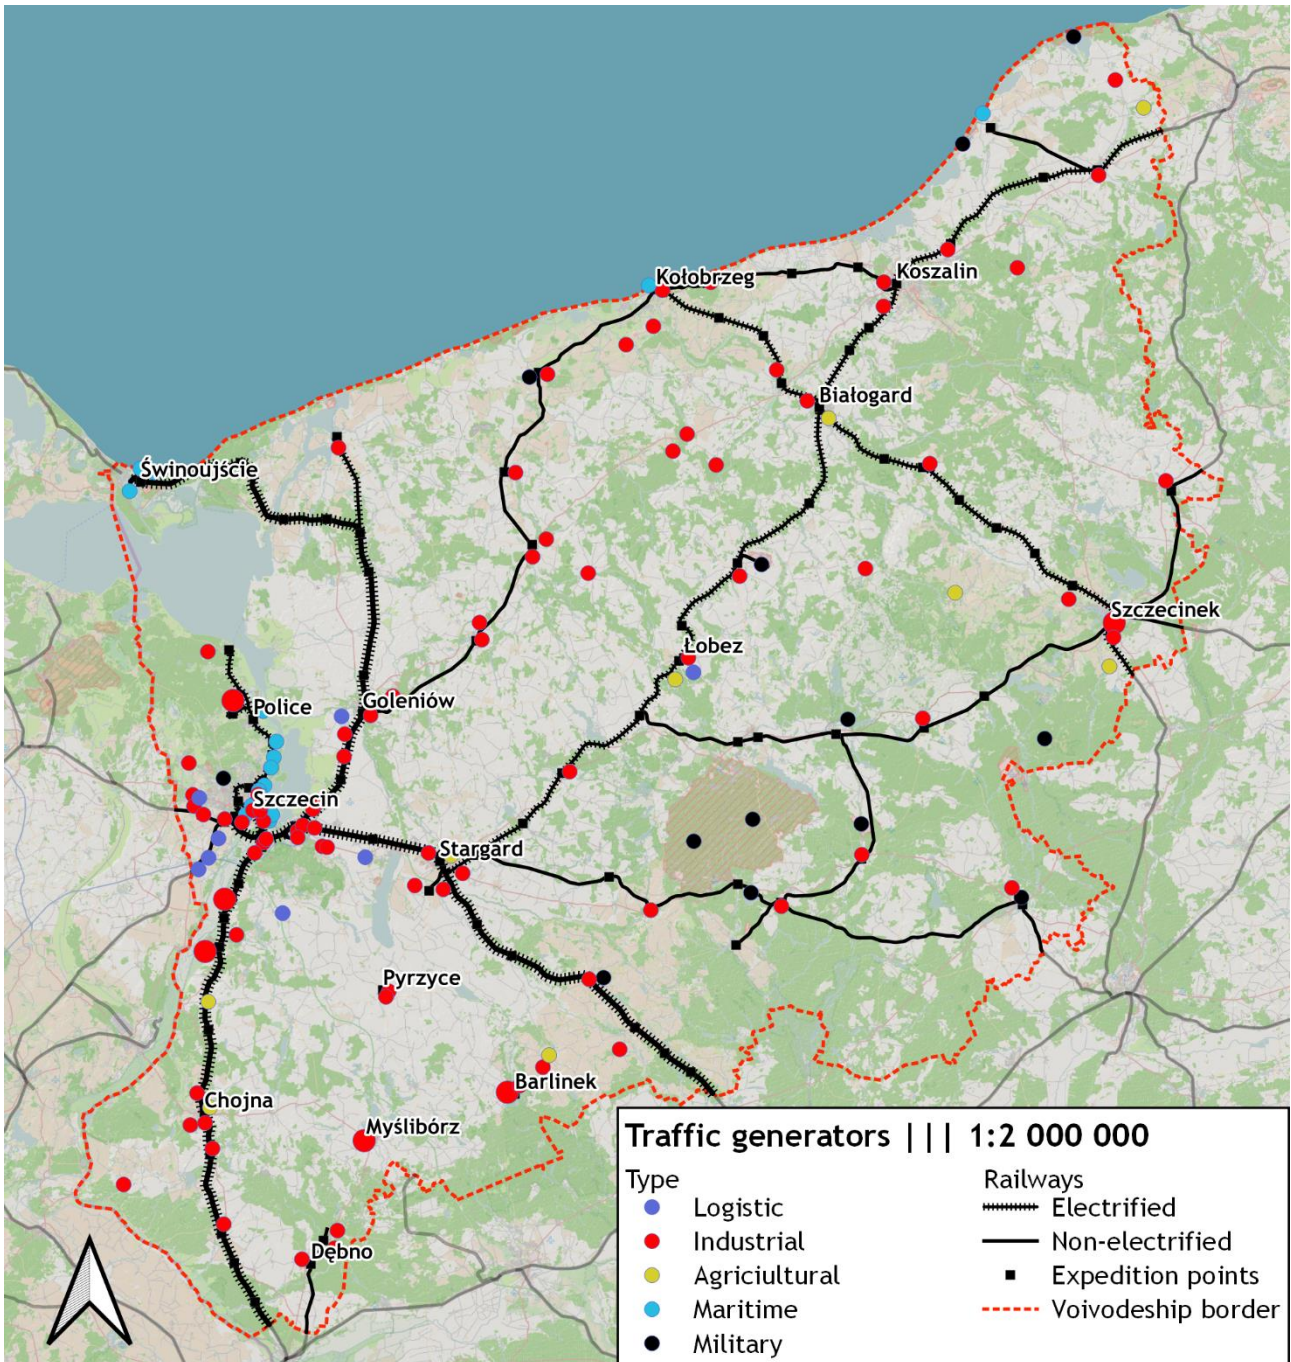 Kołobrzeg
Koszalin
Białogard
Świnoujście
Szczecinek
Łobez
Police
Goleniów
Szczecin
Stargard
Pyrzyce
Barlinek
Chojna
Myślibórz
Dębno
Traffic generators ||| 1:2 000 000
Type
Logistic
Industrial
Agriciultural
Maritime
Military
Railways
Electrified
Non-electrified
Expedition points
Voivodeship border